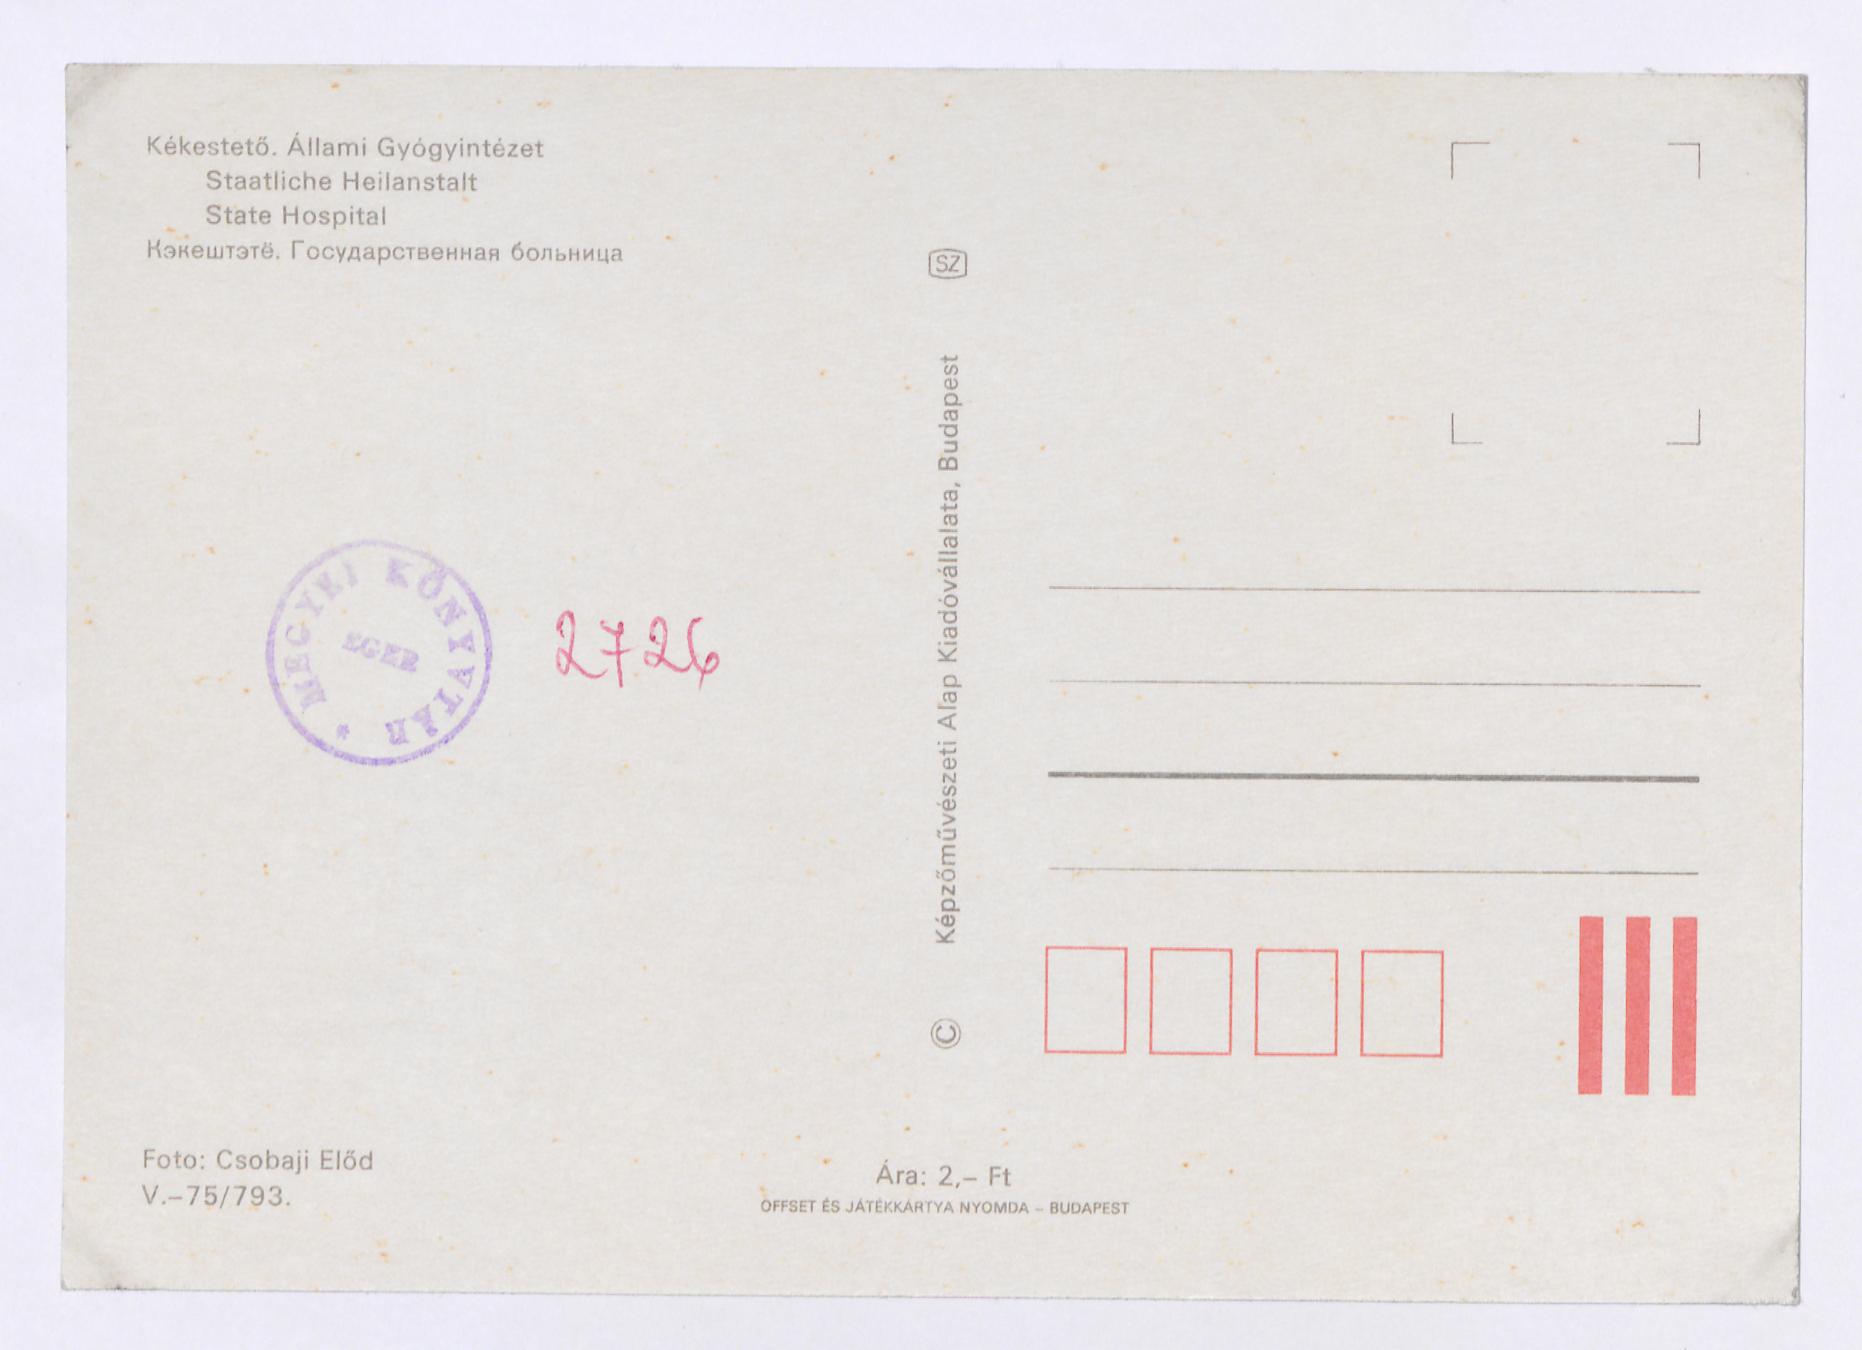 Kékestető. Állami Gyógyintézet
Staatliche Heilanstalt
State Hospital
Кэкештэтё. Государственная больница
SZ
Képzőművészeti Alap Kiadóvállalata, Budapest
©
MEGYEI KÖNYVTÁR *
EGER
2726
Foto: Csobaji Előd
V.–75/793.
Ára: 2,– Ft
OFFSET ÉS JÁTÉKKÁRTYA NYOMDA – BUDAPEST